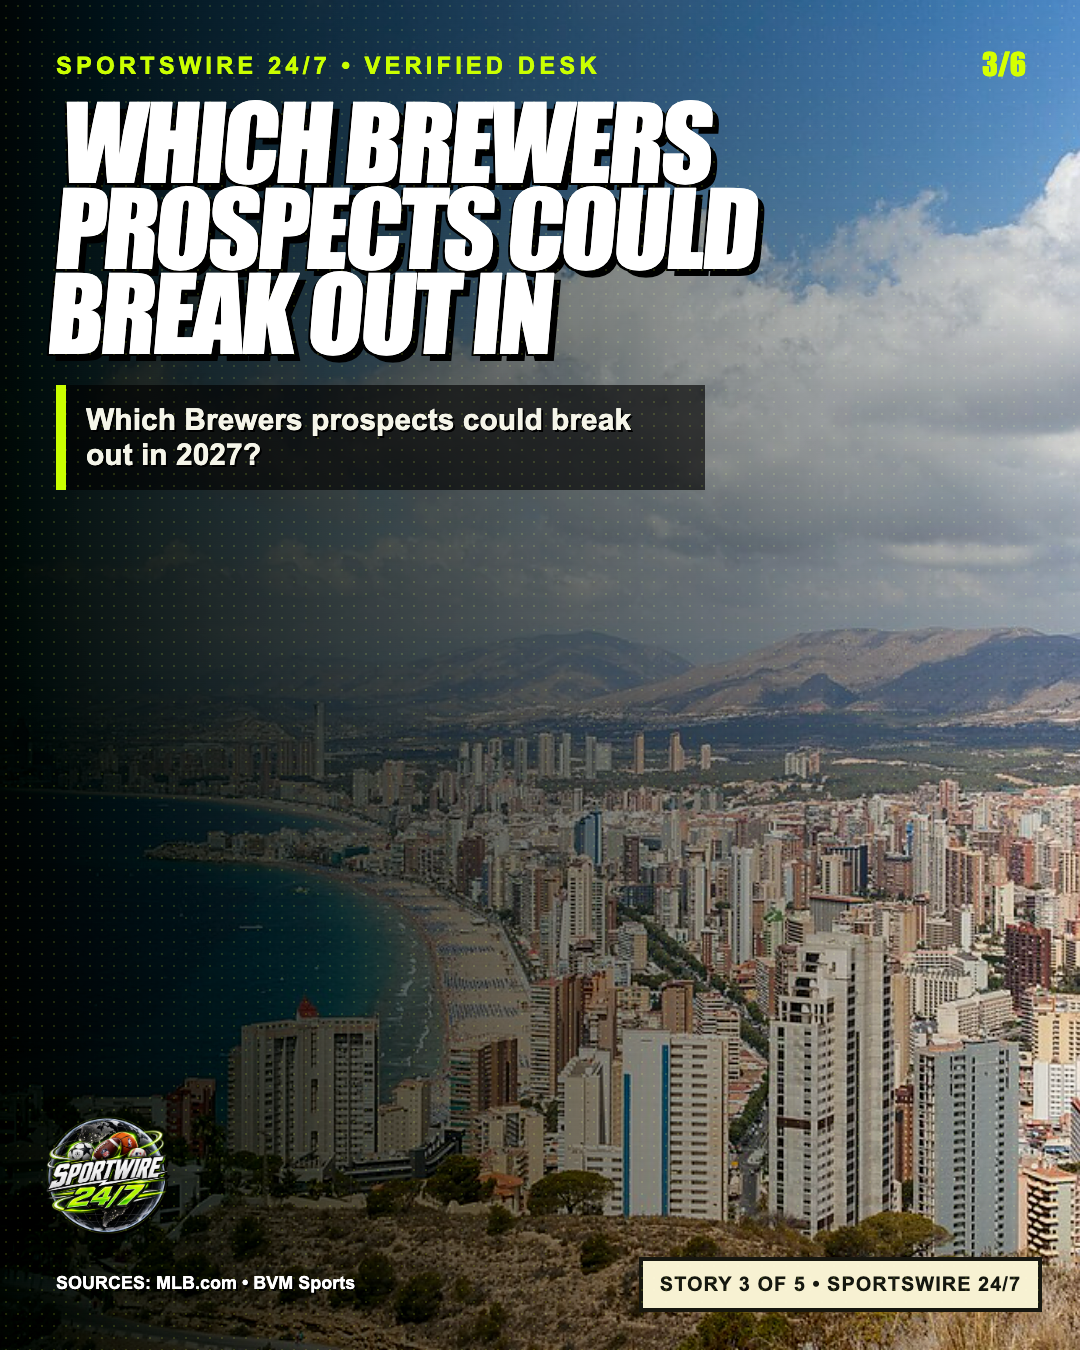 SPORTSWIRE 24/7 • VERIFIED DESK
3/6
WHICH BREWERS
PROSPECTS COULD
BREAK OUT IN
Which Brewers prospects could break
out in 2027?
SPORTWIRE
24/7
SOURCES: MLB.com • BVM Sports
STORY 3 OF 5 • SPORTSWIRE 24/7